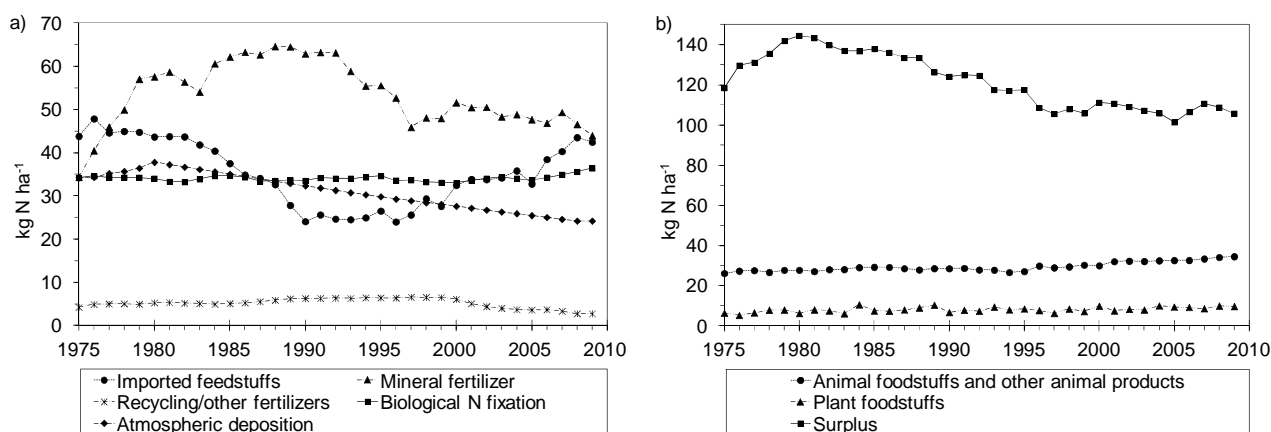 a)
70
60
50
40
30
20
10
0
kg N ha-1
1975 1980 1985 1990 1995 2000 2005 2010
Imported feedstuffs Mineral fertilizer
Recycling/other fertilizers Biological N fixation
Atmospheric deposition
b)
140
120
100
80
60
40
20
0
kg N ha-1
1975 1980 1985 1990 1995 2000 2005 2010
Animal foodstuffs and other animal products
Plant foodstuffs
Surplus